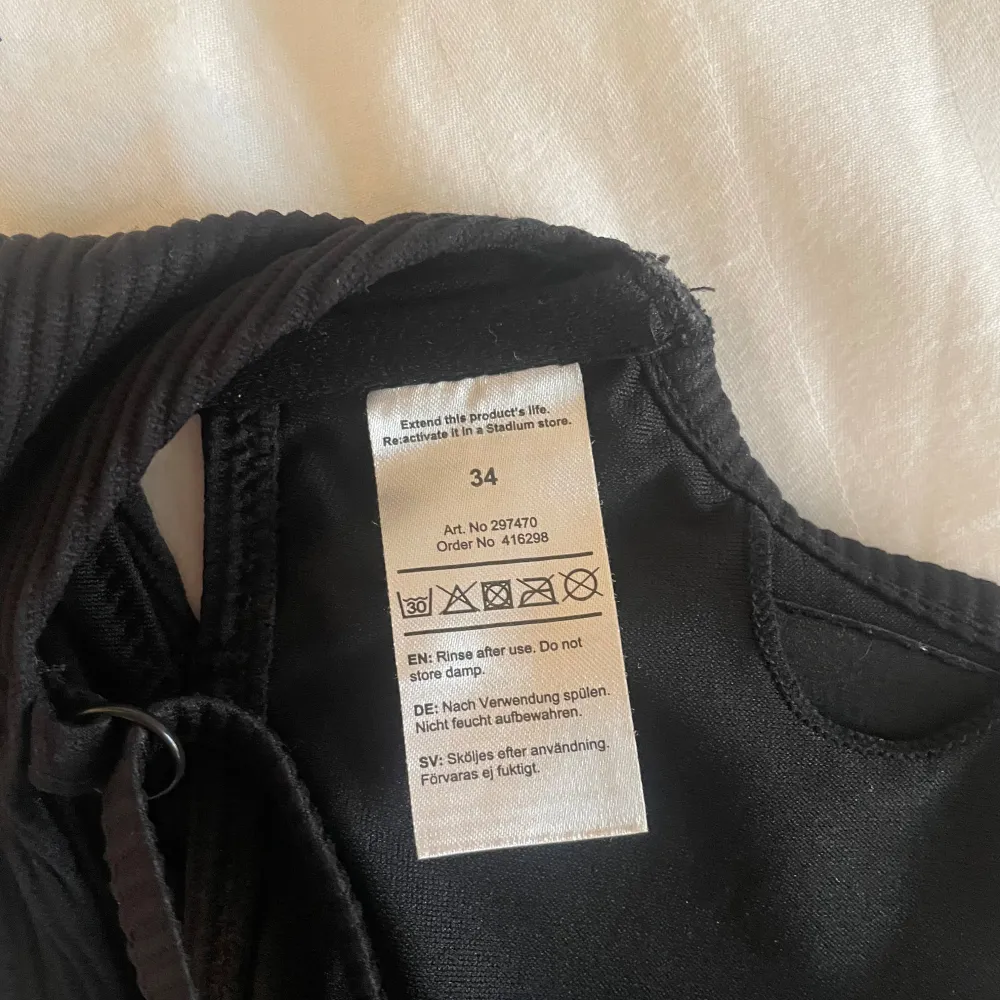 Extend this product's life.
Re:activate it in a Stadium store.
34
Art. No 297470
Order No 416298
30
EN: Rinse after use. Do not
store damp.
DE: Nach Verwendung spülen.
Nicht feucht aufbewahren.
SV: Sköljes efter användning.
Förvaras ej fuktigt.